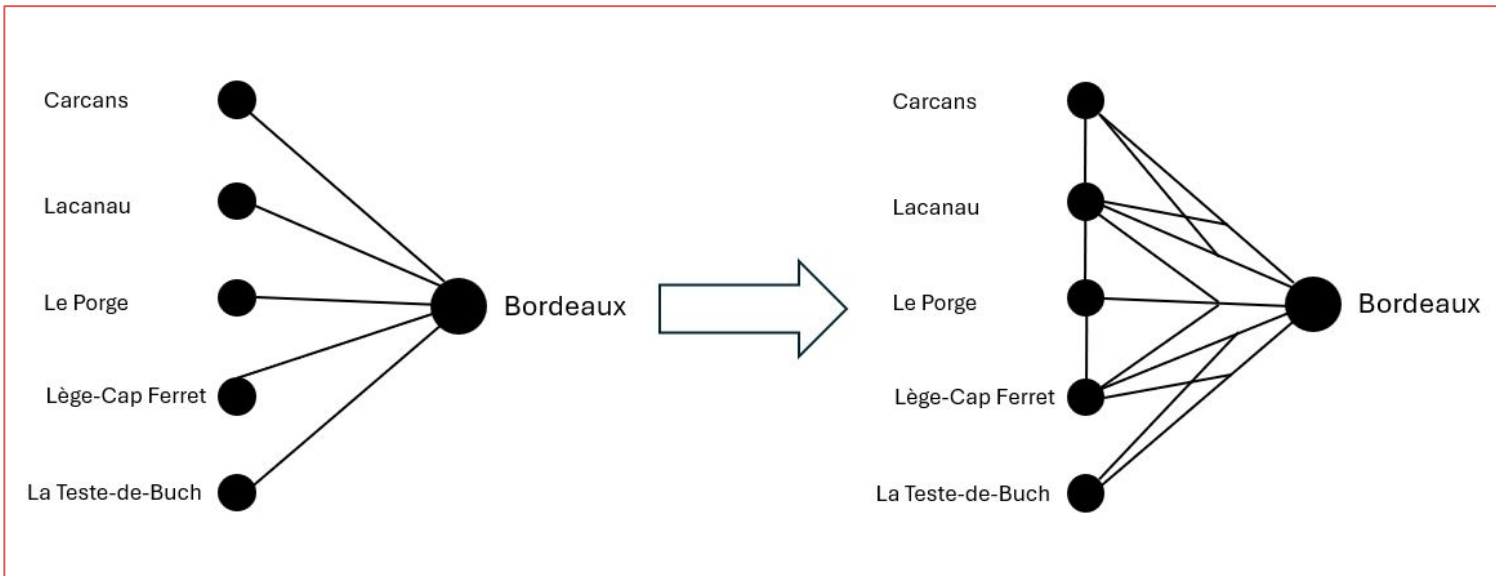 Carcans
Lacanau
Le Porge
Lège-Cap Ferret
La Teste-de-Buch
Bordeaux
Carcans
Lacanau
Le Porge
Lège-Cap Ferret
La Teste-de-Buch
Bordeaux